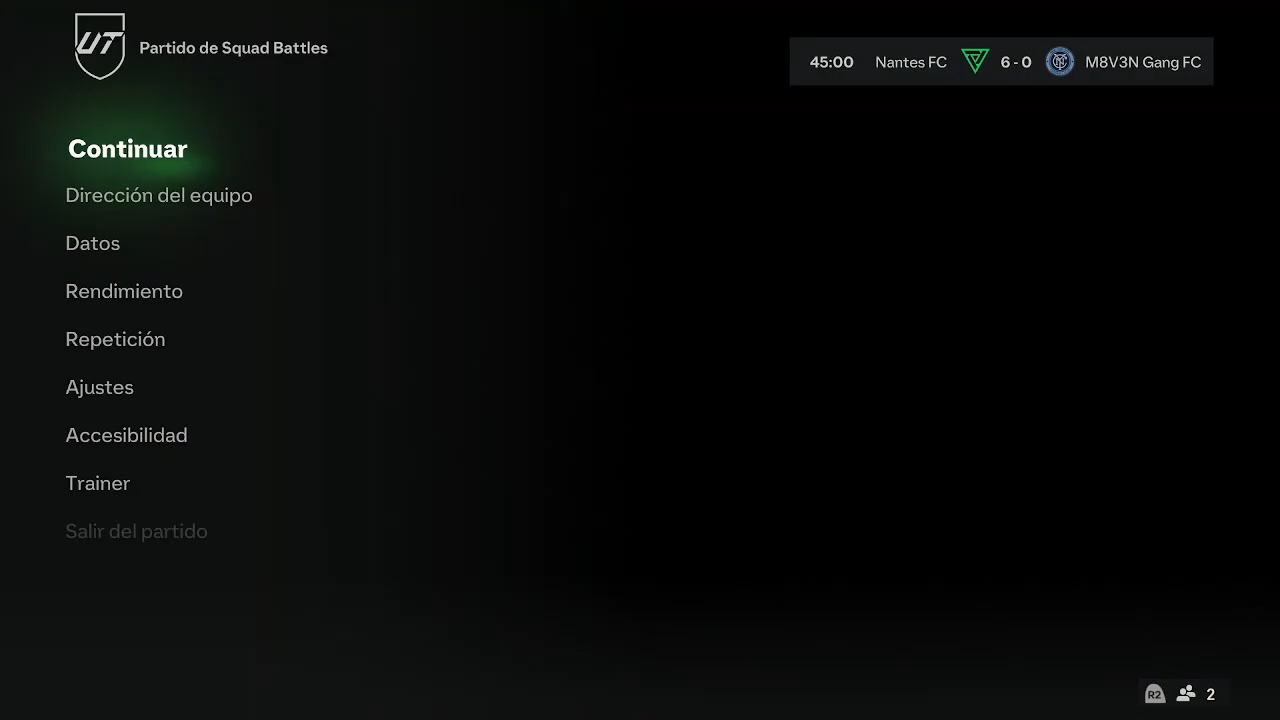 UT
Partido de Squad Battles
45:00 Nantes FC 6 - 0 M8V3N Gang FC
Continuar
Dirección del equipo
Datos
Rendimiento
Repetición
Ajustes
Accesibilidad
Trainer
Salir del partido
R2 2